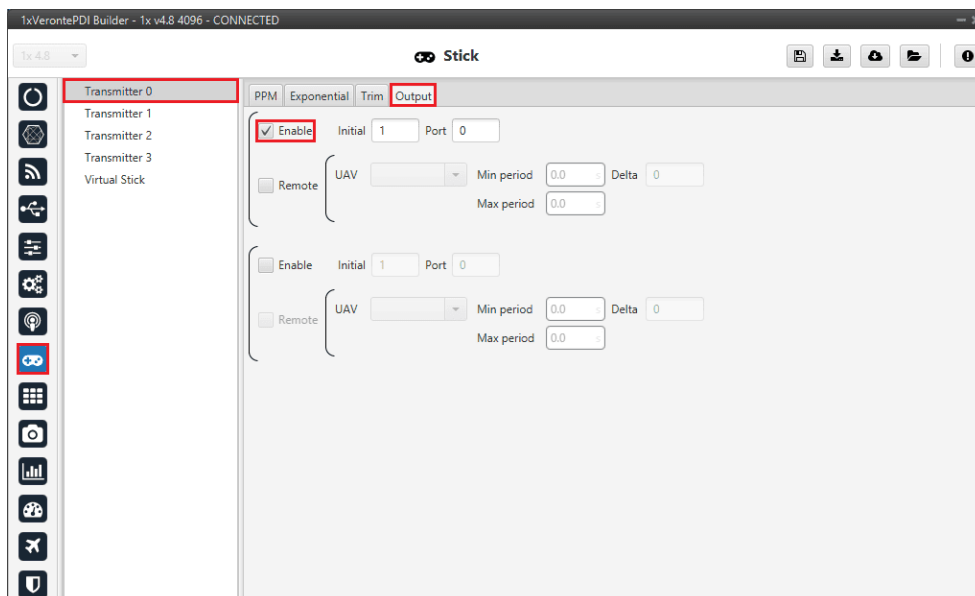 1xVerontePDI Builder - 1x v4.8 4096 - CONNECTED
1x 4.8
Stick
Transmitter 0
Transmitter 1
Transmitter 2
Transmitter 3
Virtual Stick
PPM Exponential Trim Output
Enable Initial 1 Port 0
Remote UAV Min period 0.0 s Delta 0
Max period 0.0 s
Enable Initial 1 Port 0
Remote UAV Min period 0.0 s Delta 0
Max period 0.0 s